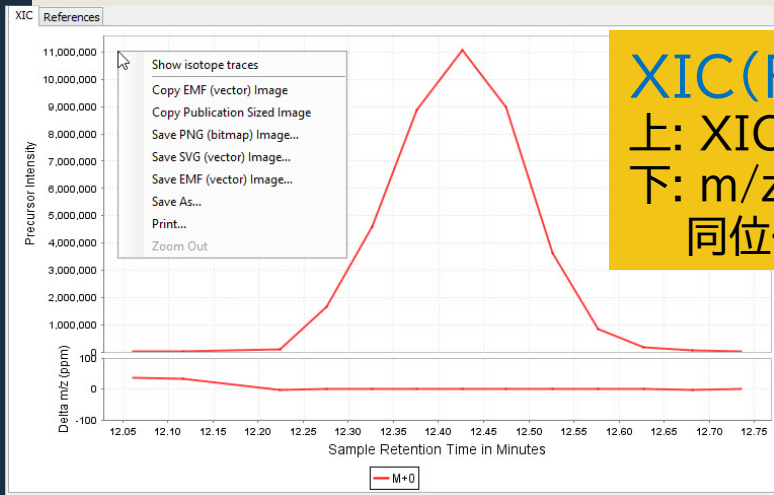 XIC References
Show isotope traces
Copy EMF (vector) Image
Copy Publication Sized Image
Save PNG (bitmap) Image...
Save SVG (vector) Image...
Save EMF (vector) Image...
Save As...
Print...
Zoom Out
XIC(
上: XIC
下: m/z
同位
Precursor Intensity
11,000,000
10,000,000
9,000,000
8,000,000
7,000,000
6,000,000
5,000,000
4,000,000
3,000,000
2,000,000
1,000,000
0
Delta m/z (ppm)
100
0
-100
12.05 12.10 12.15 12.20 12.25 12.30 12.35 12.40 12.45 12.50 12.55 12.60 12.65 12.70 12.75
Sample Retention Time in Minutes
M+0